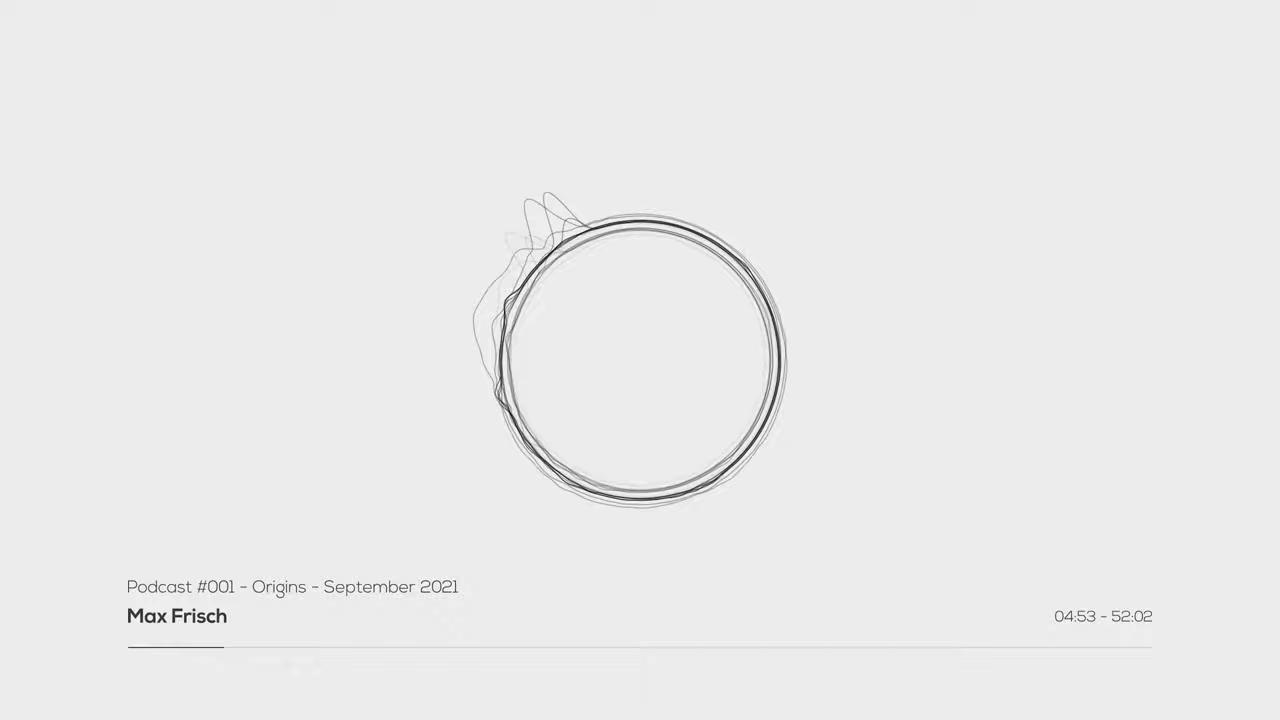 Podcast #001 - Origins - September 2021
Max Frisch
04:53 - 52:02